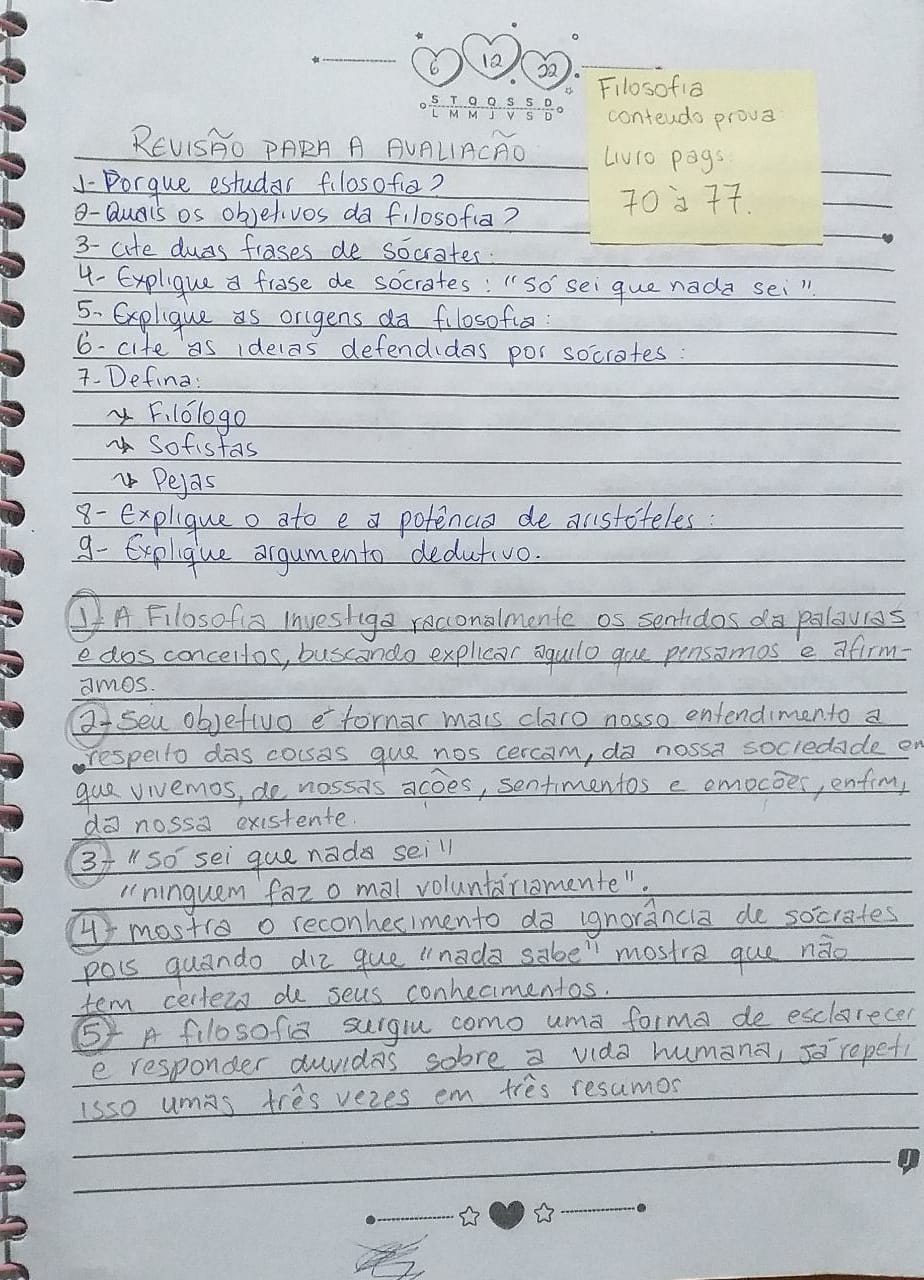 6 12 22
S T Q Q S S D
L M M J V S D
Filosofia
conteudo prova
Livro pags.
70 à 77.
REVISÃO PARA A AVALIACÃO
1- Porque estudar filosofia?
2- Quais os objetivos da filosofia?
3- cite duas frases de sócrates:
4- Explique a frase de sócrates: "só sei que nada sei".
5- Explique as origens da filosofia:
6- cite as ideias defendidas por sócrates:
7- Defina:
Filólogo
Sofistas
Pejas
8- Explique o ato e a potência de aristóteles:
9- Explique argumento dedutivo.
1- A Filosofia investiga racionalmente os sentidos da palavras
e dos conceitos, buscando explicar aquilo que pensamos e afirm-
amos.
2- Seu objetivo é tornar mais claro nosso entendimento a
respeito das coisas que nos cercam, da nossa sociedade em
que vivemos, de nossas acões, sentimentos e emocões, enfim,
da nossa existente.
3- "só sei que nada sei"
"ninguem faz o mal voluntáriamente".
4- mostra o reconhecimento da ignorância de sócrates
pois quando diz que "nada sabe" mostra que não
tem certeza de seus conhecimentos.
5- A filosofia surgiu como uma forma de esclarecer
e responder duvidas sobre a vida humana, já repeti
isso umas três vezes em três resumos